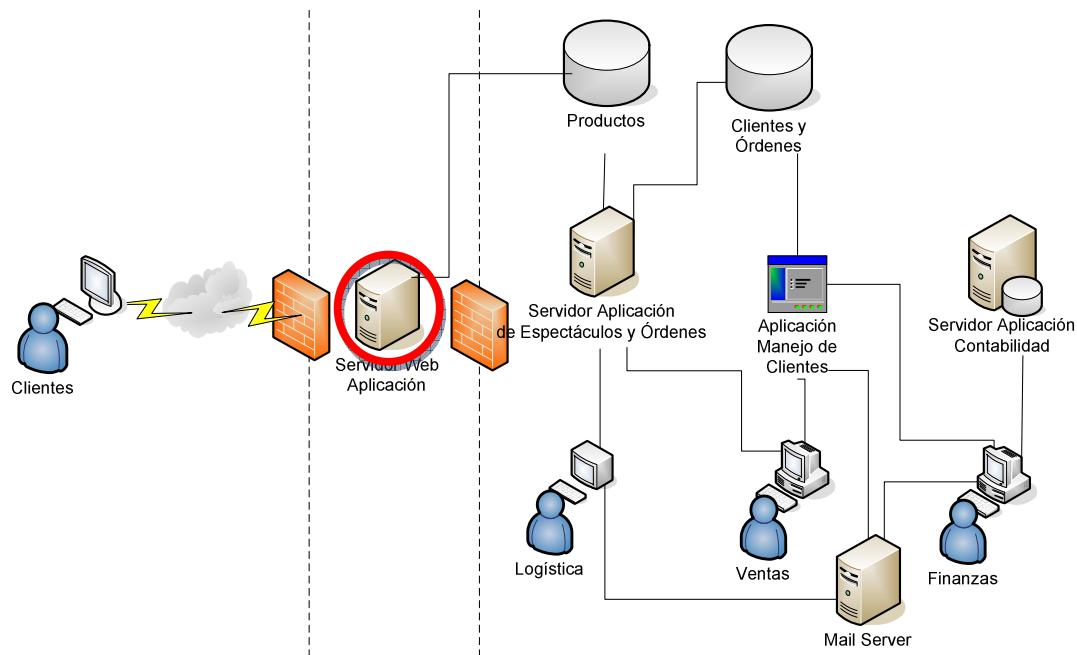 Productos
Clientes y
Órdenes
Servidor Aplicación
de Espectáculos y Órdenes
Aplicación
Manejo de
Clientes
Servidor Aplicación
Contabilidad
Clientes
Servidor Web
Aplicación
Logística
Ventas
Finanzas
Mail Server